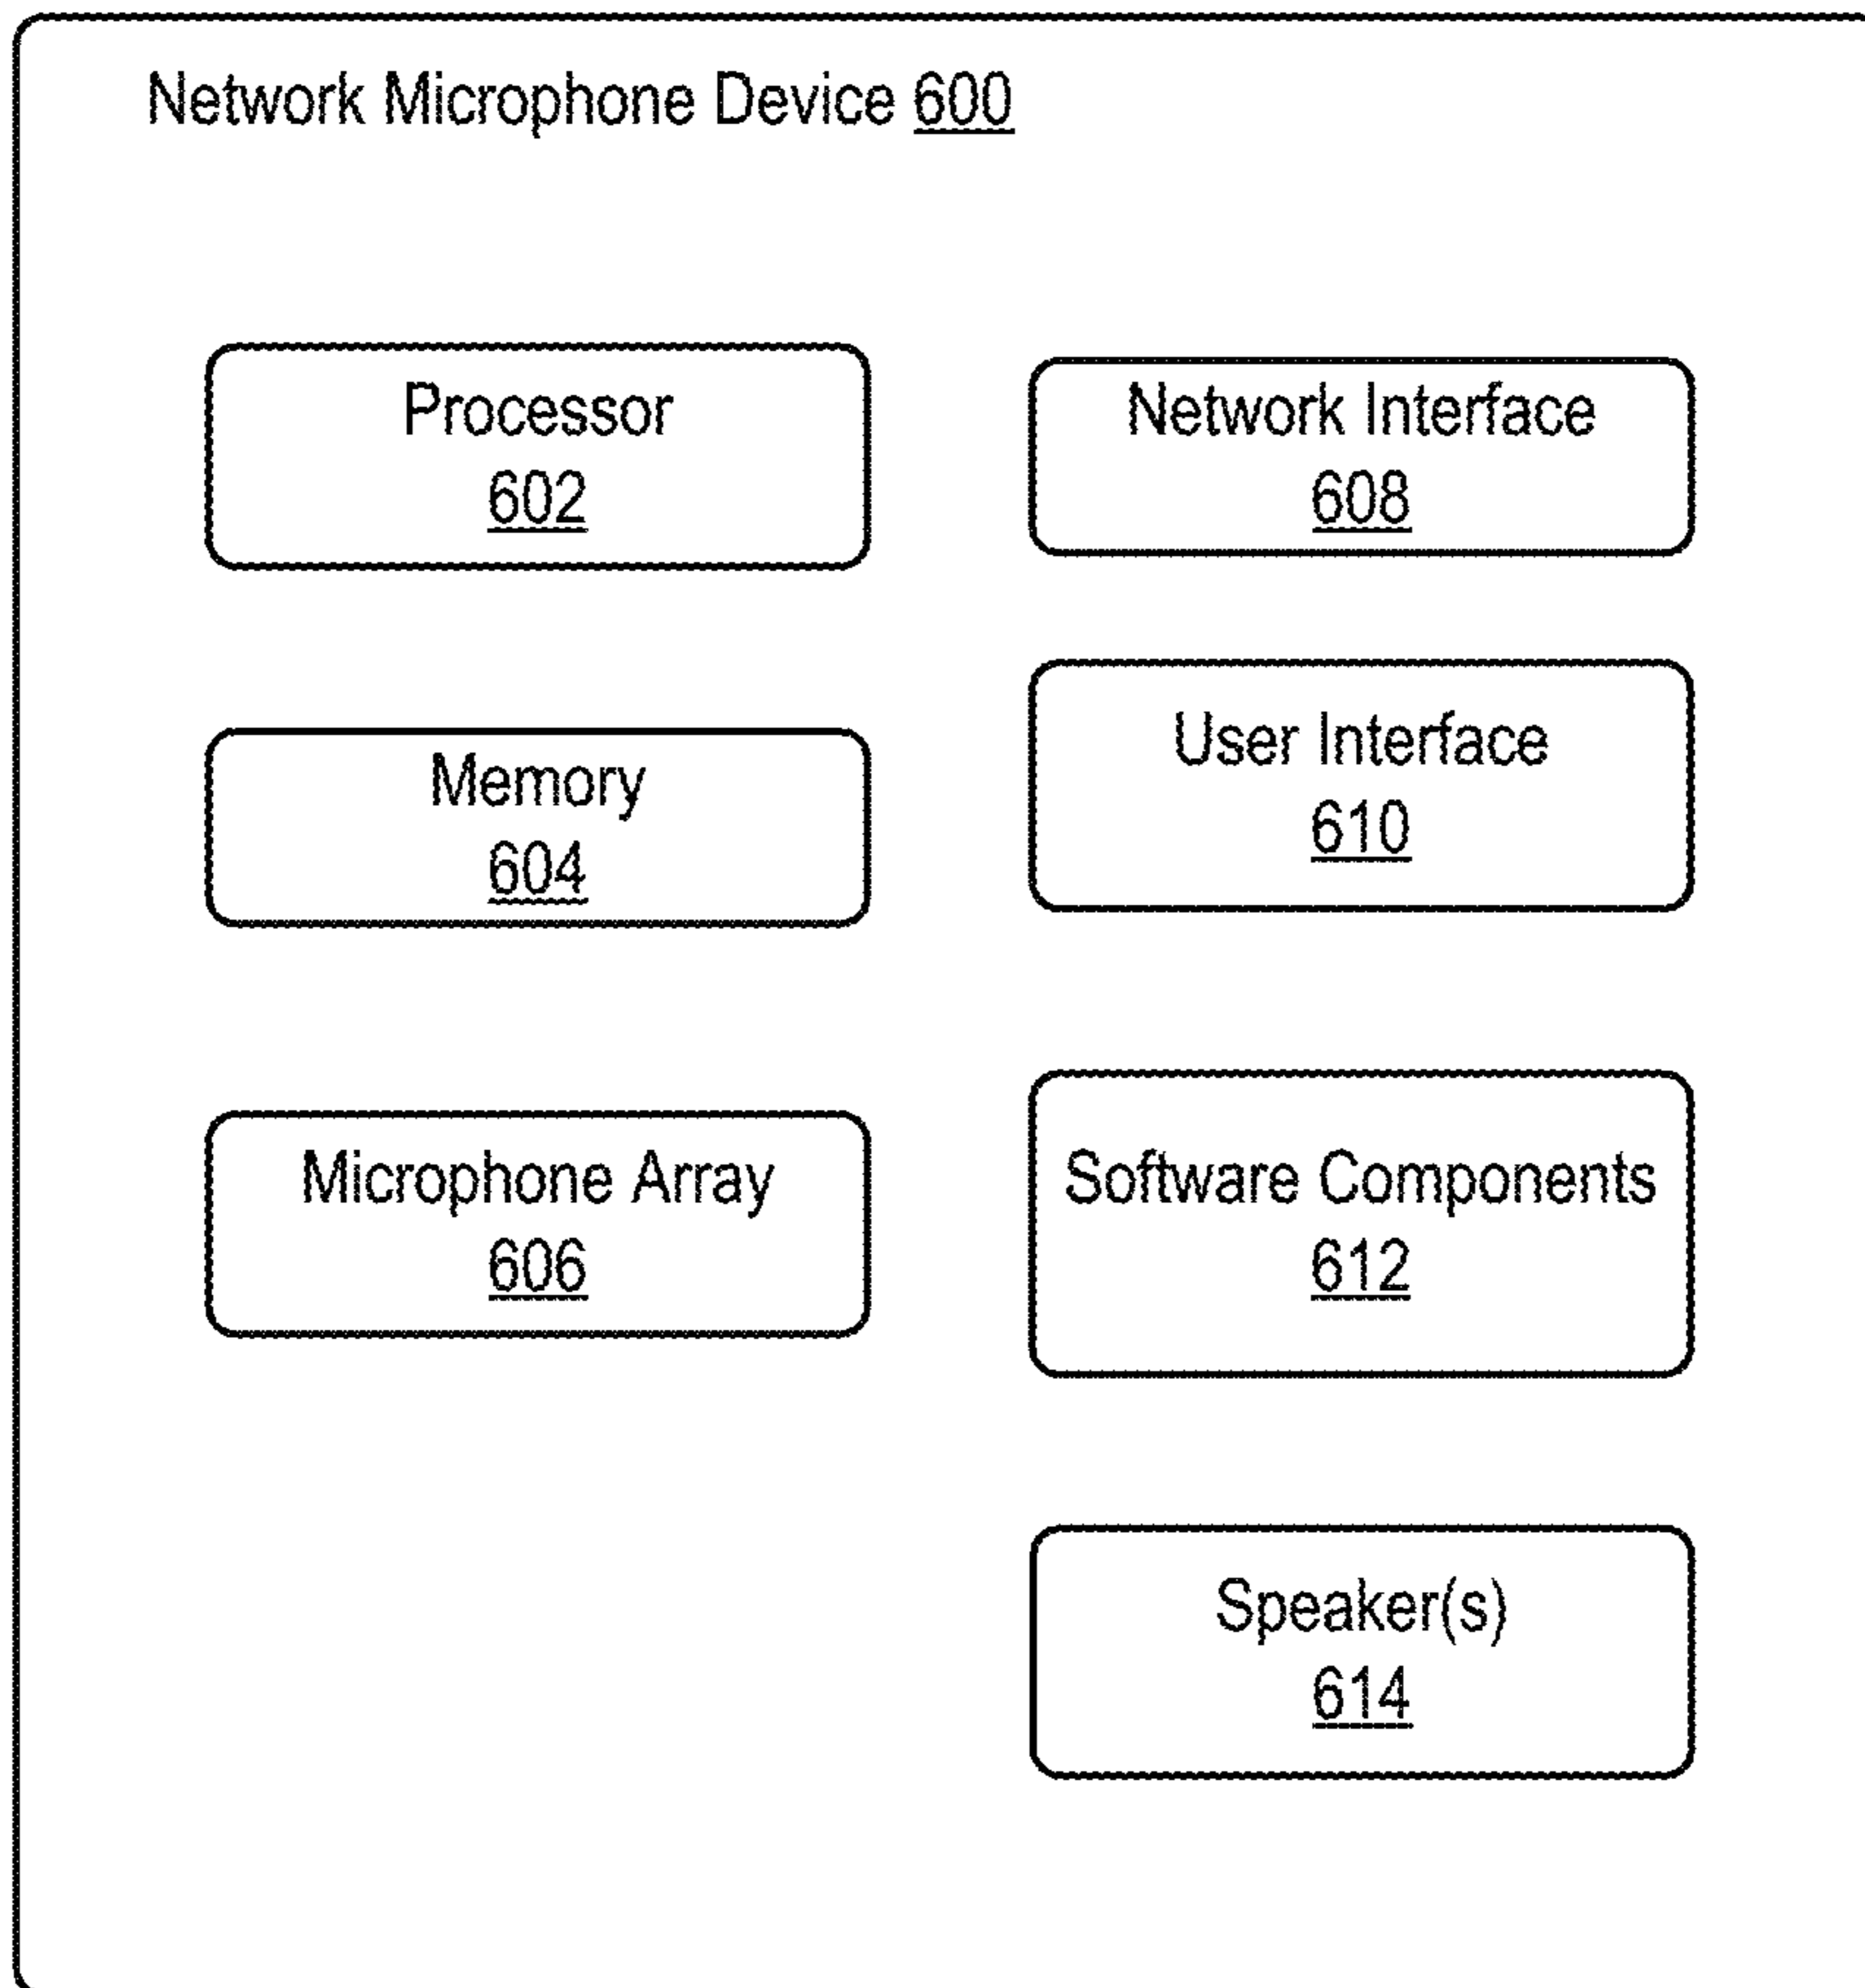 Network Microphone Device 600
Processor
602
Memory
604
Microphone Array
606
Network Interface
608
User Interface
610
Software Components
612
Speaker(s)
614